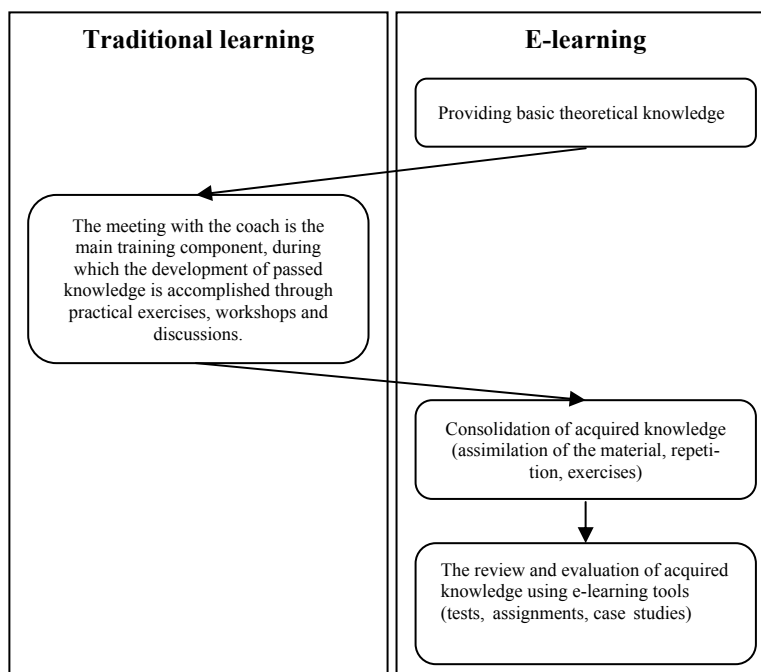 Traditional learning
E-learning
Providing basic theoretical knowledge
The meeting with the coach is the
main training component, during
which the development of passed
knowledge is accomplished through
practical exercises, workshops and
discussions.
Consolidation of acquired knowledge
(assimilation of the material, repeti-
tion, exercises)
The review and evaluation of acquired
knowledge using e-learning tools
(tests, assignments, case studies)